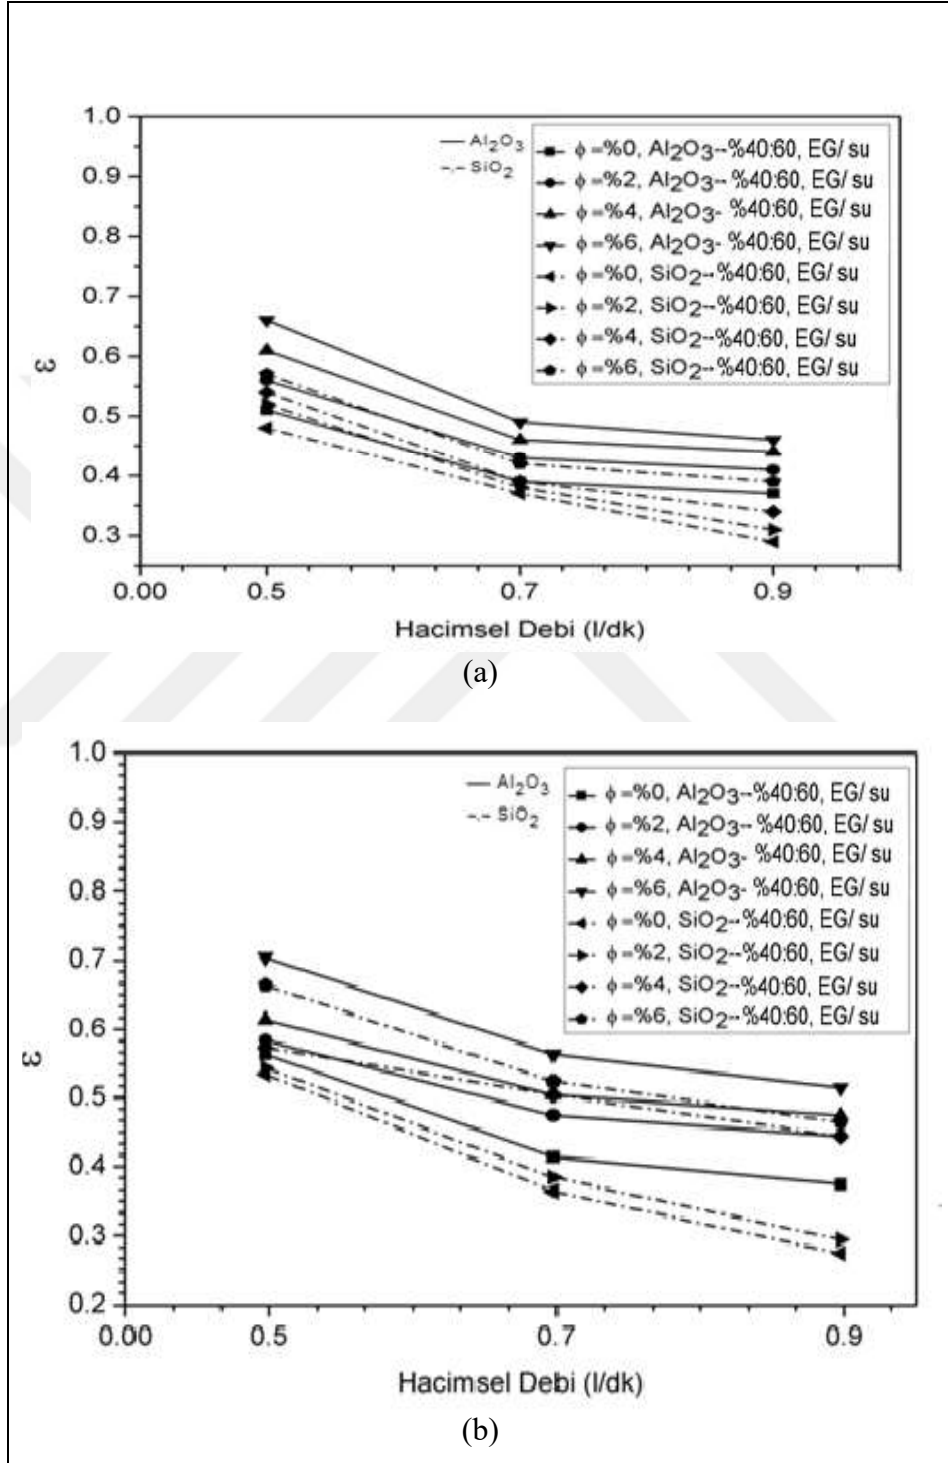 (a)
1.0
0.9
0.8
0.7
0.6
0.5
0.4
0.3
ε
Al₂O₃
SiO₂
ϕ=%0, Al₂O₃--%40:60, EG/ su
ϕ=%2, Al₂O₃-- %40:60, EG/ su
ϕ=%4, Al₂O₃- %40:60, EG/ su
ϕ=%6, Al₂O₃- %40:60, EG/ su
ϕ=%0, SiO₂--%40:60, EG/ su
ϕ=%2, SiO₂--%40:60, EG/ su
ϕ=%4, SiO₂--%40:60, EG/ su
ϕ=%6, SiO₂--%40:60, EG/ su
0.00 0.5 0.7 0.9
Hacimsel Debi (l/dk)
(a)
1.0
0.9
0.8
0.7
0.6
0.5
0.4
0.3
0.2
ε
Al₂O₃
SiO₂
ϕ=%0, Al₂O₃--%40:60, EG/ su
ϕ=%2, Al₂O₃--%40:60, EG/ su
ϕ=%4, Al₂O₃- %40:60, EG/ su
ϕ=%6, Al₂O₃- %40:60, EG/ su
ϕ=%0, SiO₂--%40:60, EG/ su
ϕ=%2, SiO₂--%40:60, EG/ su
ϕ=%4, SiO₂--%40:60, EG/ su
ϕ=%6, SiO₂--%40:60, EG/ su
0.00 0.5 0.7 0.9
Hacimsel Debi (l/dk)
(b)